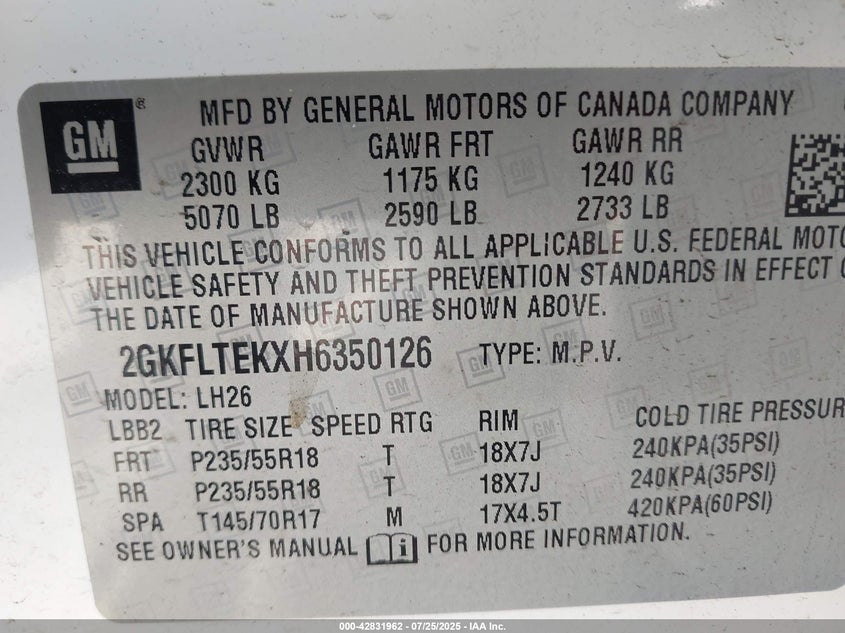 GM ®
MFD BY GENERAL MOTORS OF CANADA COMPANY
GVWR GAWR FRT GAWR RR
2300 KG 1175 KG 1240 KG
5070 LB 2590 LB 2733 LB
THIS VEHICLE CONFORMS TO ALL APPLICABLE U.S. FEDERAL MOTO
VEHICLE SAFETY AND THEFT PREVENTION STANDARDS IN EFFECT O
THE DATE OF MANUFACTURE SHOWN ABOVE.
2GKFLTEKXH6350126 TYPE: M.P.V.
MODEL: LH26
LBB2 TIRE SIZE SPEED RTG RIM COLD TIRE PRESSUR
FRT P235/55R18 T 18X7J 240KPA(35PSI)
RR P235/55R18 T 18X7J 240KPA(35PSI)
SPA T145/70R17 M 17X4.5T 420KPA(60PSI)
SEE OWNER'S MANUAL i FOR MORE INFORMATION.
000-42831962 - 07/25/2025 - IAA Inc.